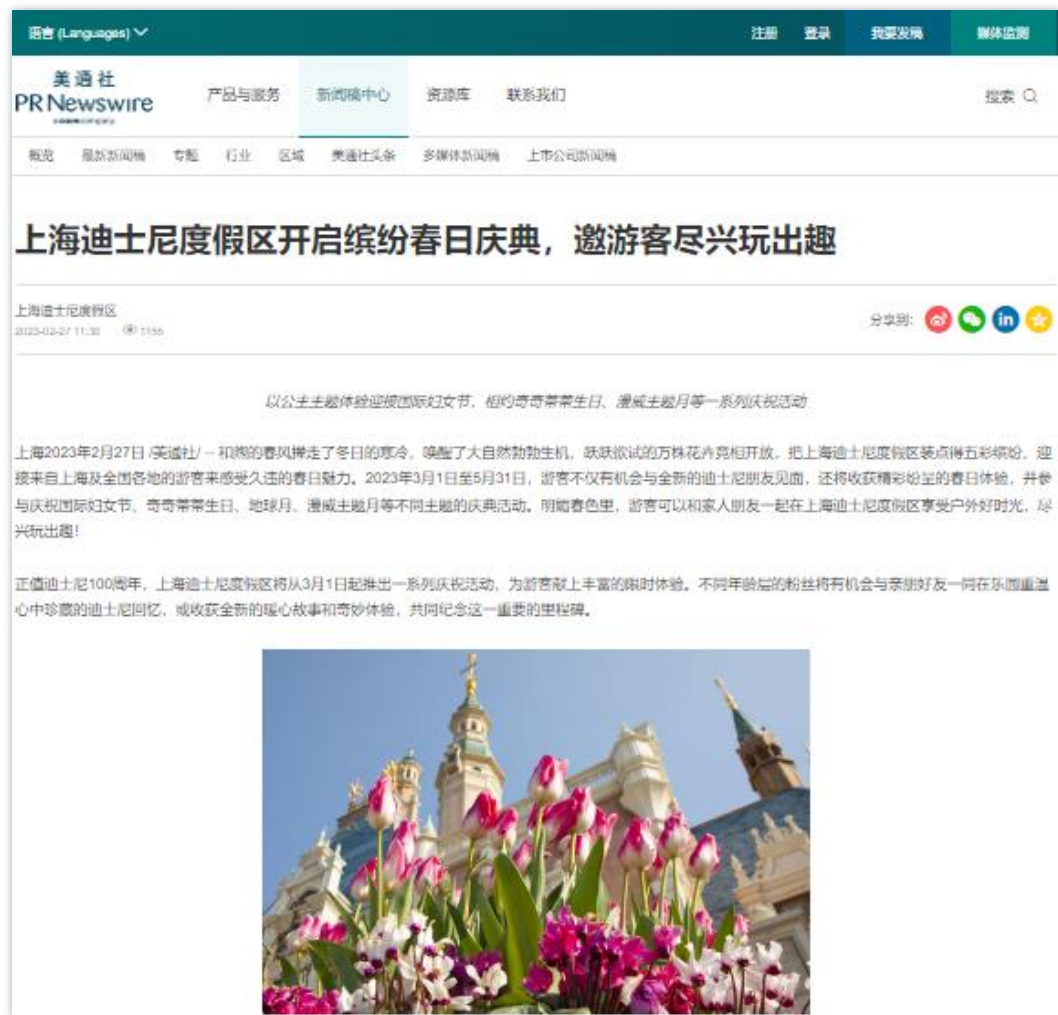 语言 (Languages)
注册 登录 我要发稿 媒体监测
美通社
PR Newswire
产品与服务 新闻稿中心 资源库 联系我们
搜索
概览 最新新闻稿 专题 行业 区域 美通社头条 多媒体新闻稿 上市公司新闻稿
上海迪士尼度假区开启缤纷春日庆典，邀游客尽兴玩出趣
上海迪士尼度假区
2023-02-27 11:30 1155
分享到:
以公主主题体验迎接国际妇女节，相约奇奇蒂蒂生日、漫威主题月等一系列庆祝活动
上海2023年2月27日 /美通社/ -- 和煦的春风撵走了冬日的寒冷，唤醒了大自然勃勃生机，跃跃欲试的万株花卉竞相开放，把上海迪士尼度假区装点得五彩缤纷，迎
接来自上海及全国各地的游客来感受久违的春日魅力。2023年3月1日至5月31日，游客不仅有机会与全新的迪士尼朋友见面，还将收获精彩纷呈的春日体验，并参
与庆祝国际妇女节、奇奇蒂蒂生日、地球月、漫威主题月等不同主题的庆典活动。明媚春色里，游客可以和家人朋友一起在上海迪士尼度假区享受户外好时光，尽
兴玩出趣！
正值迪士尼100周年，上海迪士尼度假区将从3月1日起推出一系列庆祝活动，为游客献上丰富的限时体验。不同年龄层的粉丝将有机会与亲朋好友一同在乐园重温
心中珍藏的迪士尼回忆，或收获全新的暖心故事和奇妙体验，共同纪念这一重要的里程碑。